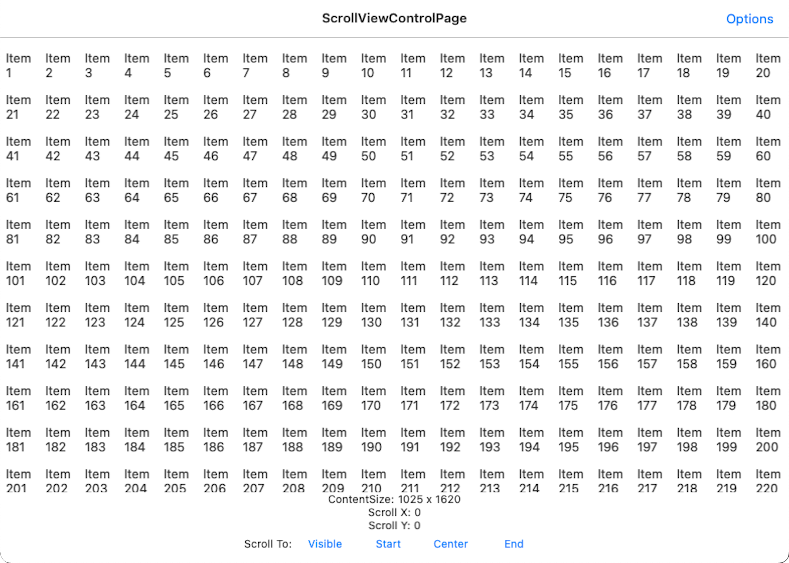 ScrollViewControlPage Options
Item Item Item Item Item Item Item Item Item Item Item Item Item Item Item Item Item Item Item Item
1 2 3 4 5 6 7 8 9 10 11 12 13 14 15 16 17 18 19 20
Item Item Item Item Item Item Item Item Item Item Item Item Item Item Item Item Item Item Item Item
21 22 23 24 25 26 27 28 29 30 31 32 33 34 35 36 37 38 39 40
Item Item Item Item Item Item Item Item Item Item Item Item Item Item Item Item Item Item Item Item
41 42 43 44 45 46 47 48 49 50 51 52 53 54 55 56 57 58 59 60
Item Item Item Item Item Item Item Item Item Item Item Item Item Item Item Item Item Item Item Item
61 62 63 64 65 66 67 68 69 70 71 72 73 74 75 76 77 78 79 80
Item Item Item Item Item Item Item Item Item Item Item Item Item Item Item Item Item Item Item Item
81 82 83 84 85 86 87 88 89 90 91 92 93 94 95 96 97 98 99 100
Item Item Item Item Item Item Item Item Item Item Item Item Item Item Item Item Item Item Item Item
101 102 103 104 105 106 107 108 109 110 111 112 113 114 115 116 117 118 119 120
Item Item Item Item Item Item Item Item Item Item Item Item Item Item Item Item Item Item Item Item
121 122 123 124 125 126 127 128 129 130 131 132 133 134 135 136 137 138 139 140
Item Item Item Item Item Item Item Item Item Item Item Item Item Item Item Item Item Item Item Item
141 142 143 144 145 146 147 148 149 150 151 152 153 154 155 156 157 158 159 160
Item Item Item Item Item Item Item Item Item Item Item Item Item Item Item Item Item Item Item Item
161 162 163 164 165 166 167 168 169 170 171 172 173 174 175 176 177 178 179 180
Item Item Item Item Item Item Item Item Item Item Item Item Item Item Item Item Item Item Item Item
181 182 183 184 185 186 187 188 189 190 191 192 193 194 195 196 197 198 199 200
Item Item Item Item Item Item Item Item Item Item Item Item Item Item Item Item Item Item Item Item
201 202 203 204 205 206 207 208 209 210 211 212 213 214 215 216 217 218 219 220
ContentSize: 1025 x 1620
Scroll X: 0
Scroll Y: 0
Scroll To: Visible Start Center End